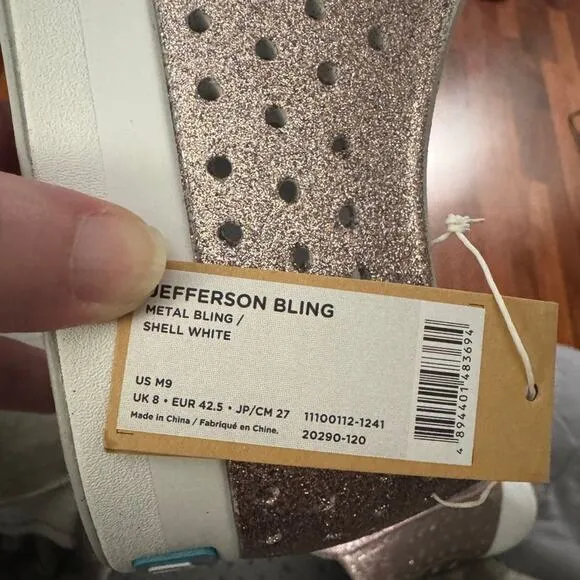 JEFFERSON BLING
METAL BLING /
SHELL WHITE
US M9
UK 8 • EUR 42.5 • JP/CM 27
Made in China / Fabriqué en Chine.
11100112-1241
20290-120
4 894401 483694